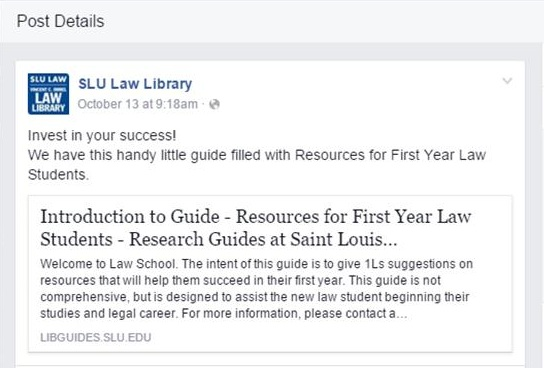 Post Details
SLU LAW
LAW
LIBRARY
SLU Law Library
October 13 at 9:18am ·
Invest in your success!
We have this handy little guide filled with Resources for First Year Law
Students.
Introduction to Guide - Resources for First Year Law
Students - Research Guides at Saint Louis...
Welcome to Law School. The intent of this guide is to give 1Ls suggestions on
resources that will help them succeed in their first year. This guide is not
comprehensive, but is designed to assist the new law student beginning their
studies and legal career. For more information, please contact a...
LIBGUIDES.SLU.EDU